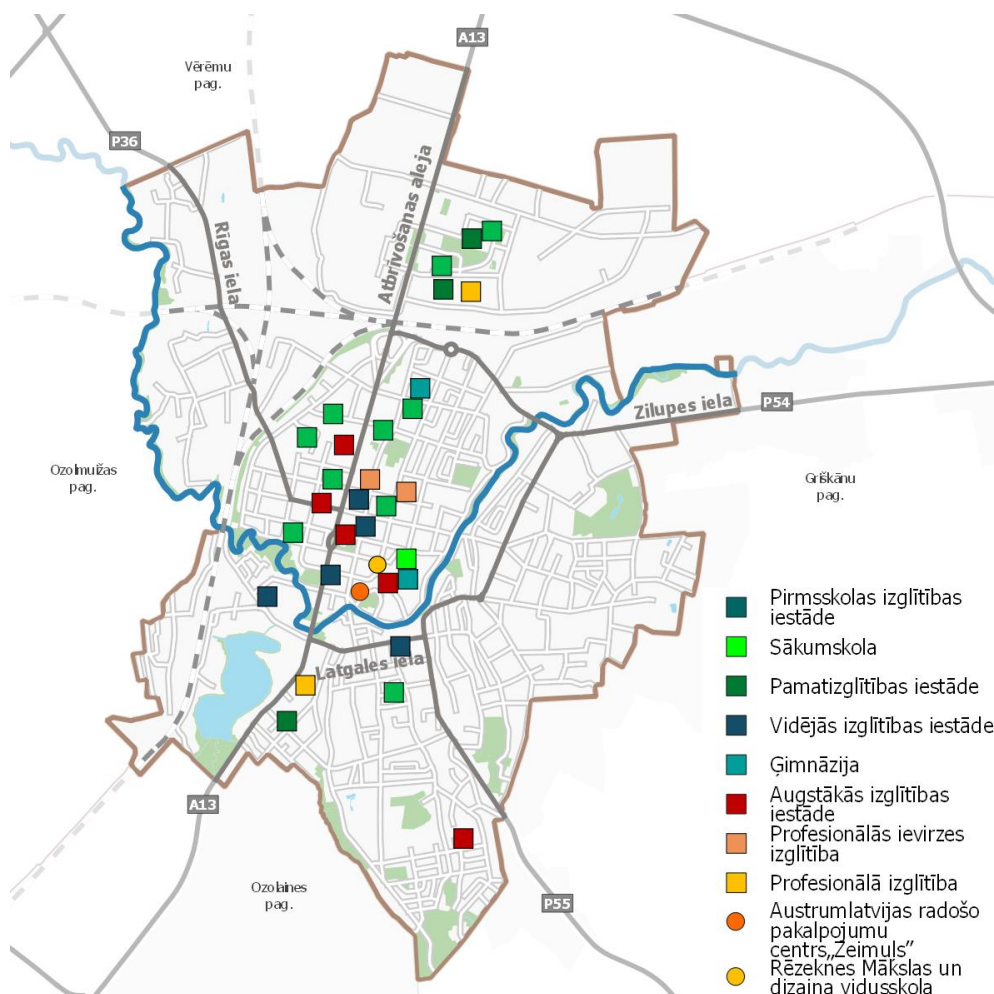 A13
Vērēmu
pag.
P36
Atbrīvošanas aleja
Rīgas iela
Zilupes iela
P54
Ozolmuižas
pag.
Griškānu
pag.
Latgales iela
A13
Ozolaines
pag.
P55
Pirmsskolas izglītības
iestāde
Sākumskola
Pamatizglītības iestāde
Vidējās izglītības iestāde
Ģimnāzija
Augstākās izglītības
iestāde
Profesionālās ievirzes
izglītība
Profesionālā izglītība
Austrumlatvijas radošo
pakalpojumu
centrs„Zeimuļs"
Rēzeknes Mākslas un
dizaina vidusskola